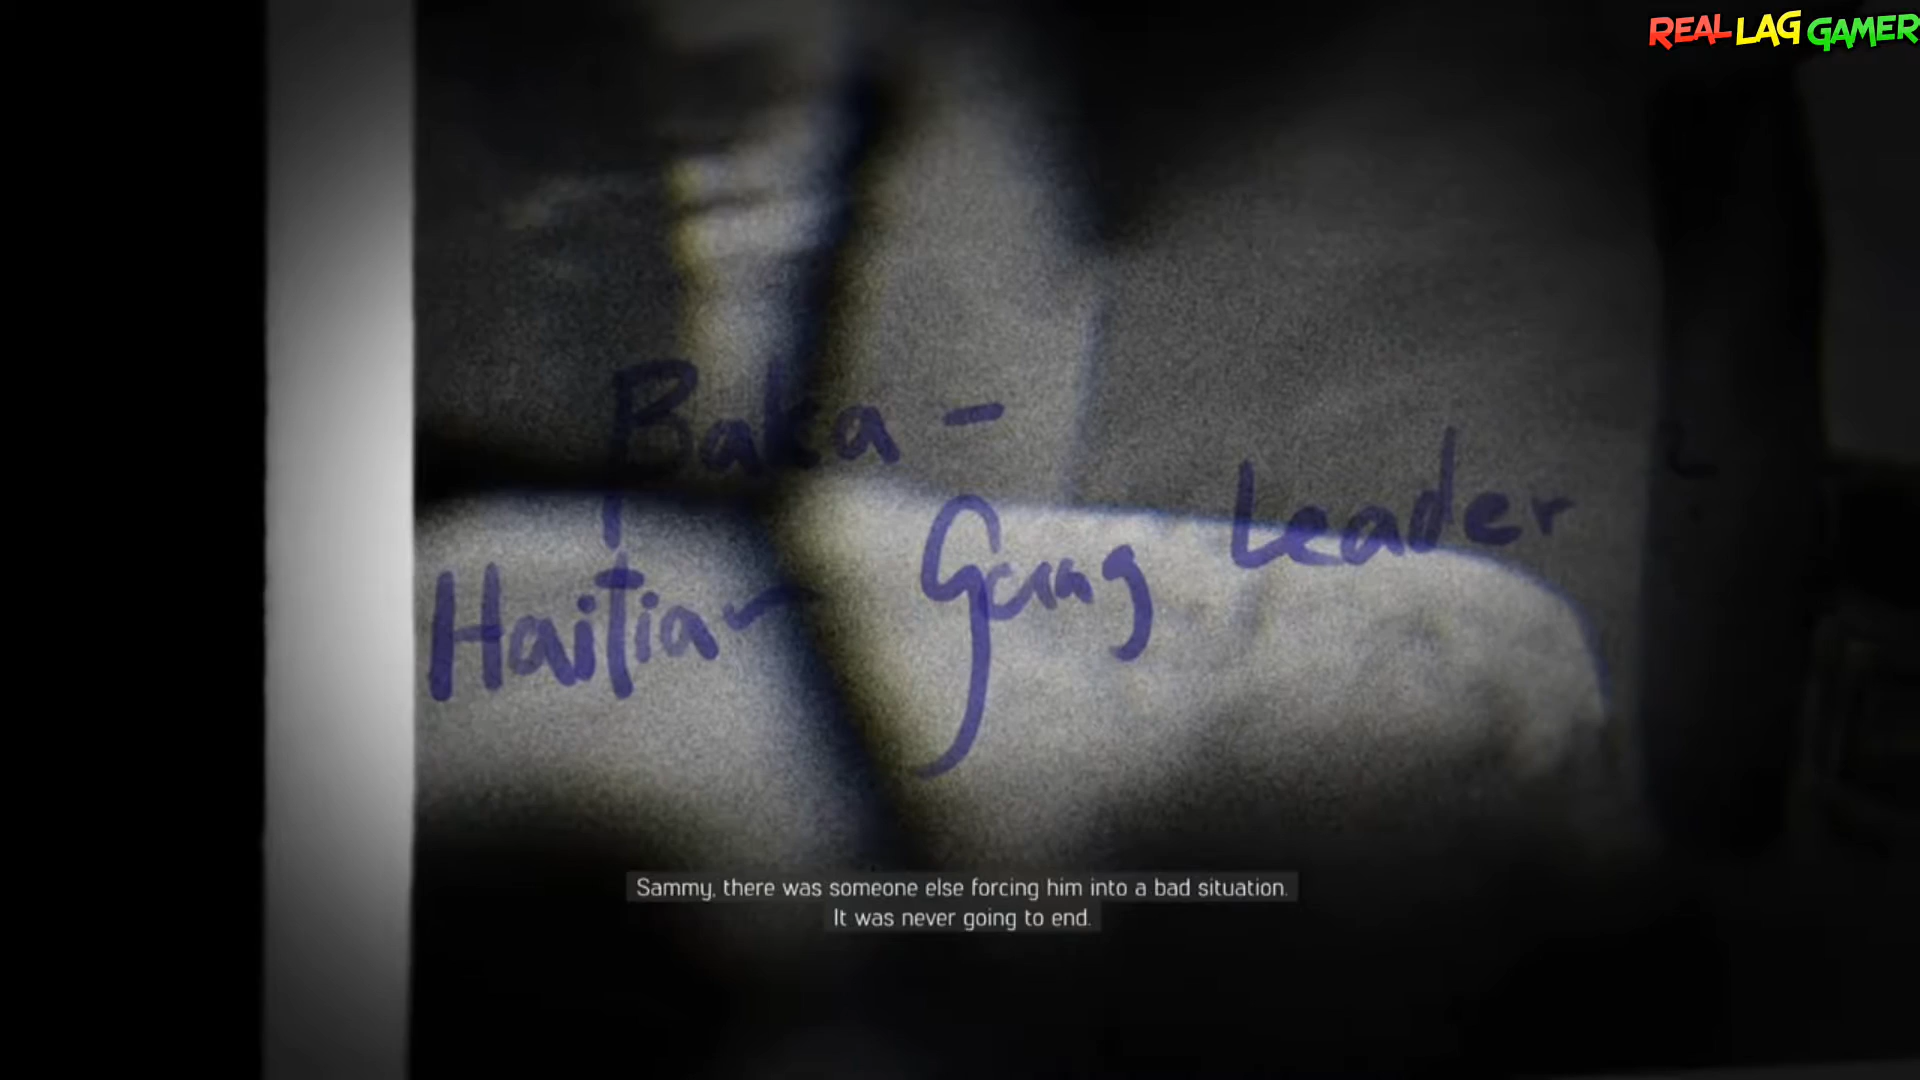 REAL LAG GAMER
Baka -
Haitian Gang Leader
Sammy, there was someone else forcing him into a bad situation.
It was never going to end.